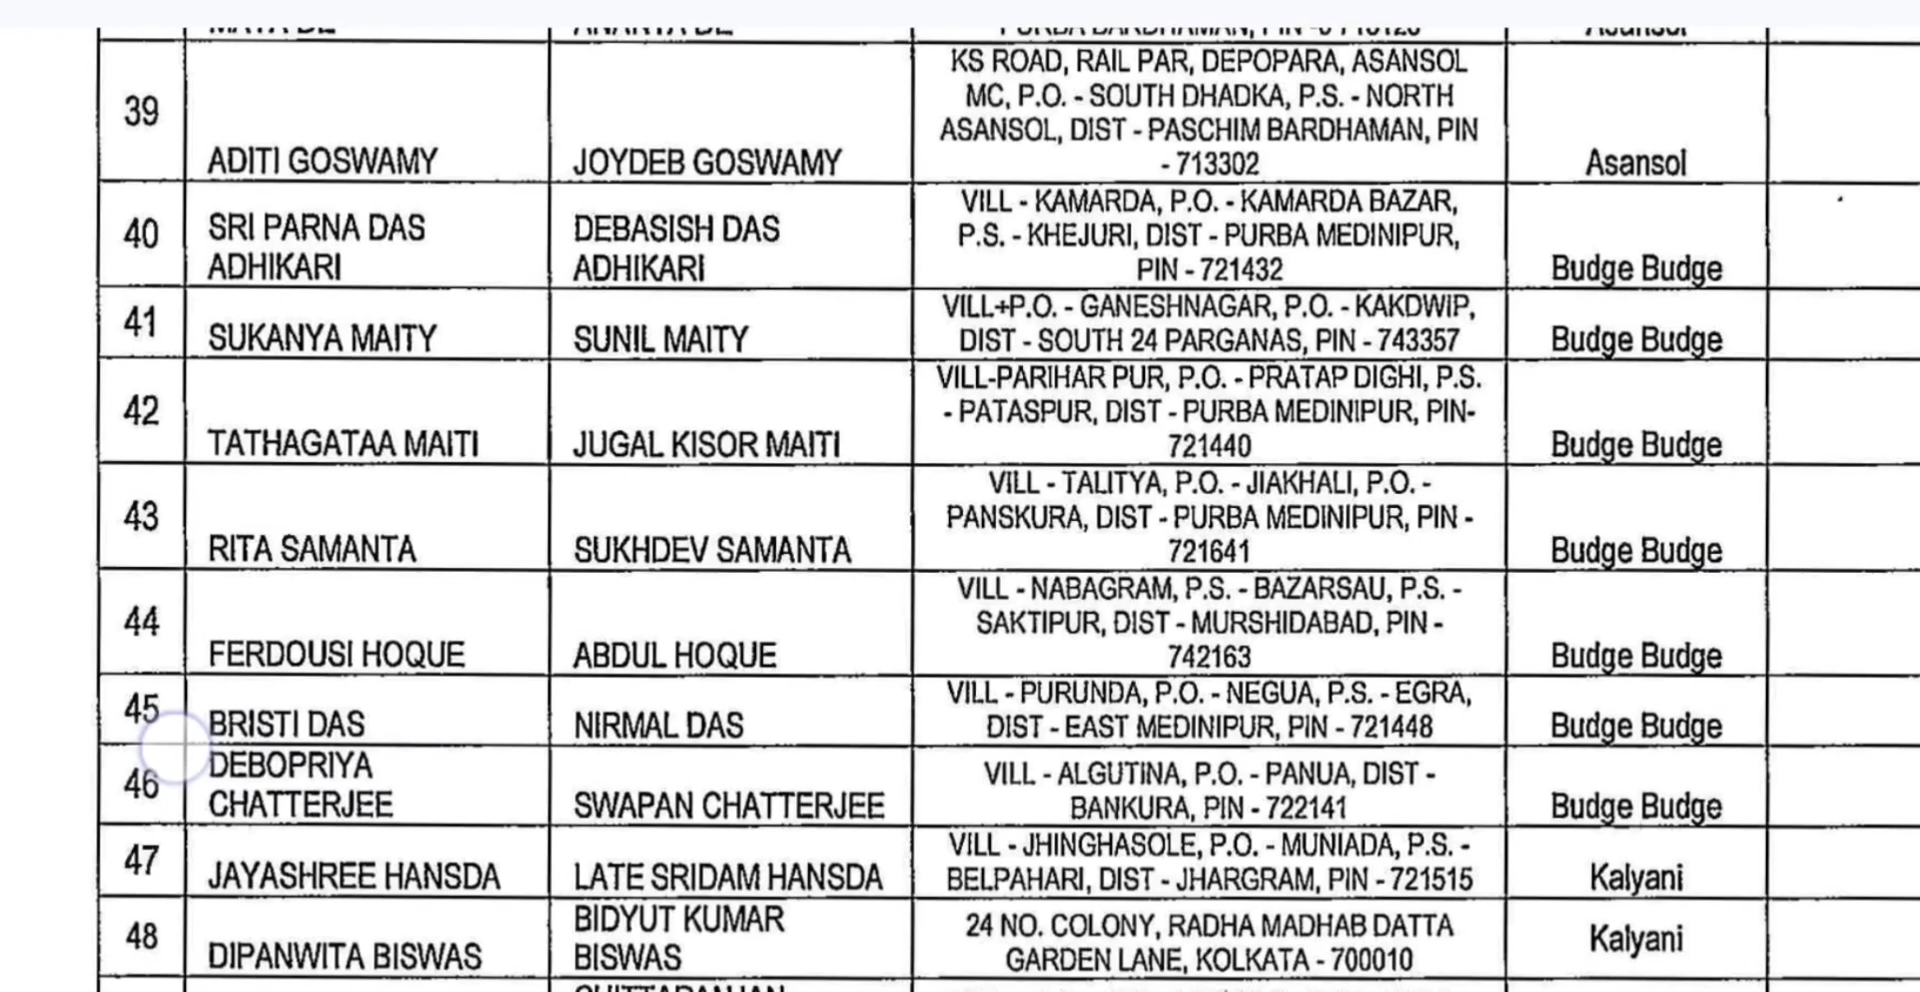 39
ADITI GOSWAMY
JOYDEB GOSWAMY
KS ROAD, RAIL PAR, DEPOPARA, ASANSOL
MC, P.O. - SOUTH DHADKA, P.S. - NORTH
ASANSOL, DIST - PASCHIM BARDHAMAN, PIN
- 713302
Asansol
40
SRI PARNA DAS
ADHIKARI
DEBASISH DAS
ADHIKARI
VILL - KAMARDA, P.O. - KAMARDA BAZAR,
P.S. - KHEJURI, DIST - PURBA MEDINIPUR,
PIN - 721432
Budge Budge
41
SUKANYA MAITY
SUNIL MAITY
VILL+P.O. - GANESHNAGAR, P.O. - KAKDWIP,
DIST - SOUTH 24 PARGANAS, PIN - 743357
Budge Budge
42
TATHAGATAA MAITI
JUGAL KISOR MAITI
VILL-PARIHAR PUR, P.O. - PRATAP DIGHI, P.S.
- PATASPUR, DIST - PURBA MEDINIPUR, PIN-
721440
Budge Budge
43
RITA SAMANTA
SUKHDEV SAMANTA
VILL - TALITYA, P.O. - JIAKHALI, P.O. -
PANSKURA, DIST - PURBA MEDINIPUR, PIN -
721641
Budge Budge
44
FERDOUSI HOQUE
ABDUL HOQUE
VILL - NABAGRAM, P.S. - BAZARSAU, P.S. -
SAKTIPUR, DIST - MURSHIDABAD, PIN -
742163
Budge Budge
45
BRISTI DAS
NIRMAL DAS
VILL - PURUNDA, P.O. - NEGUA, P.S. - EGRA,
DIST - EAST MEDINIPUR, PIN - 721448
Budge Budge
46
DEBOPRIYA
CHATTERJEE
SWAPAN CHATTERJEE
VILL - ALGUTINA, P.O. - PANUA, DIST -
BANKURA, PIN - 722141
Budge Budge
47
JAYASHREE HANSDA
LATE SRIDAM HANSDA
VILL - JHINGHASOLE, P.O. - MUNIADA, P.S. -
BELPAHARI, DIST - JHARGRAM, PIN - 721515
Kalyani
48
DIPANWITA BISWAS
BIDYUT KUMAR
BISWAS
24 NO. COLONY, RADHA MADHAB DATTA
GARDEN LANE, KOLKATA - 700010
Kalyani